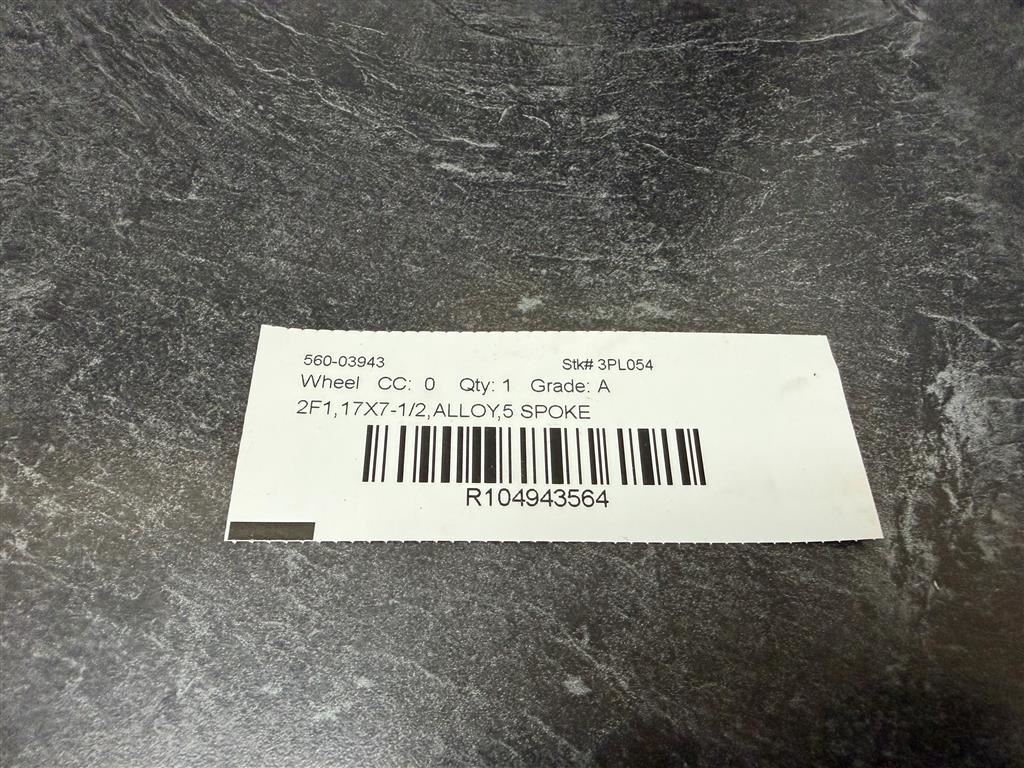 560-03943 Stk# 3PL054
Wheel CC: 0 Qty: 1 Grade: A
2F1,17X7-1/2,ALLOY,5 SPOKE
R104943564